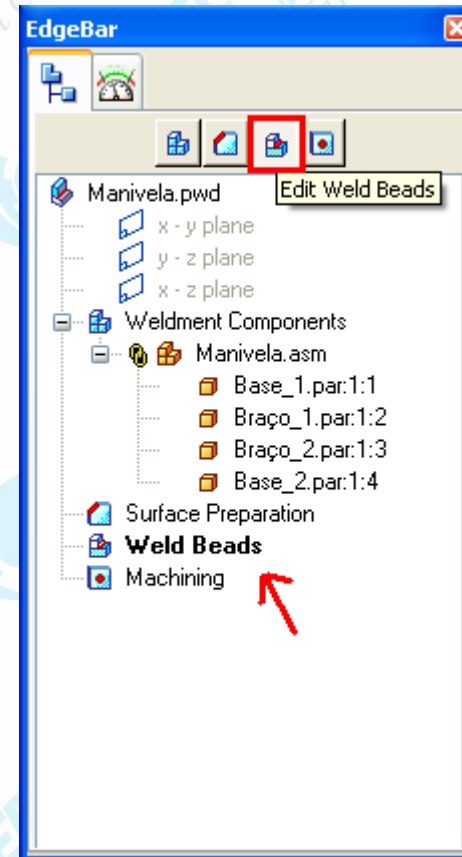 EdgeBar
Edit Weld Beads
Manivela.pwd
x - y plane
y - z plane
x - z plane
Weldment Components
Manivela.asm
Base_1.par:1:1
Braço_1.par:1:2
Braço_2.par:1:3
Base_2.par:1:4
Surface Preparation
Weld Beads
Machining